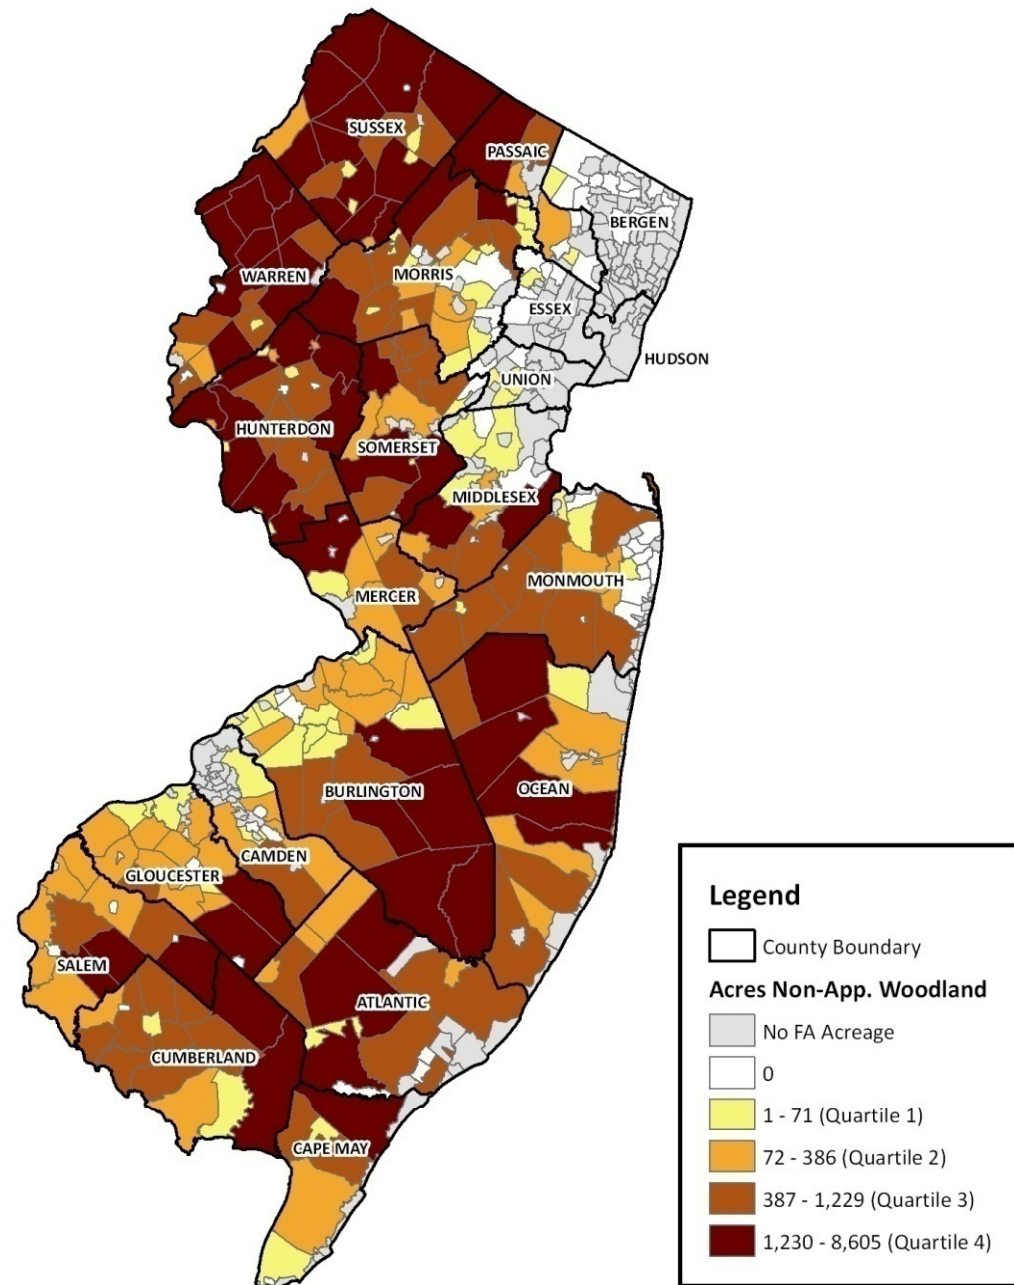 SUSSEX
PASSAIC
BERGEN
WARREN
MORRIS
ESSEX
HUDSON
UNION
HUNTERDON
SOMERSET
MIDDLESEX
MONMOUTH
MERCER
BURLINGTON
OCEAN
CAMDEN
GLOUCESTER
SALEM
ATLANTIC
CUMBERLAND
CAPE MAY
Legend
County Boundary
Acres Non-App. Woodland
No FA Acreage
0
1 - 71 (Quartile 1)
72 - 386 (Quartile 2)
387 - 1,229 (Quartile 3)
1,230 - 8,605 (Quartile 4)